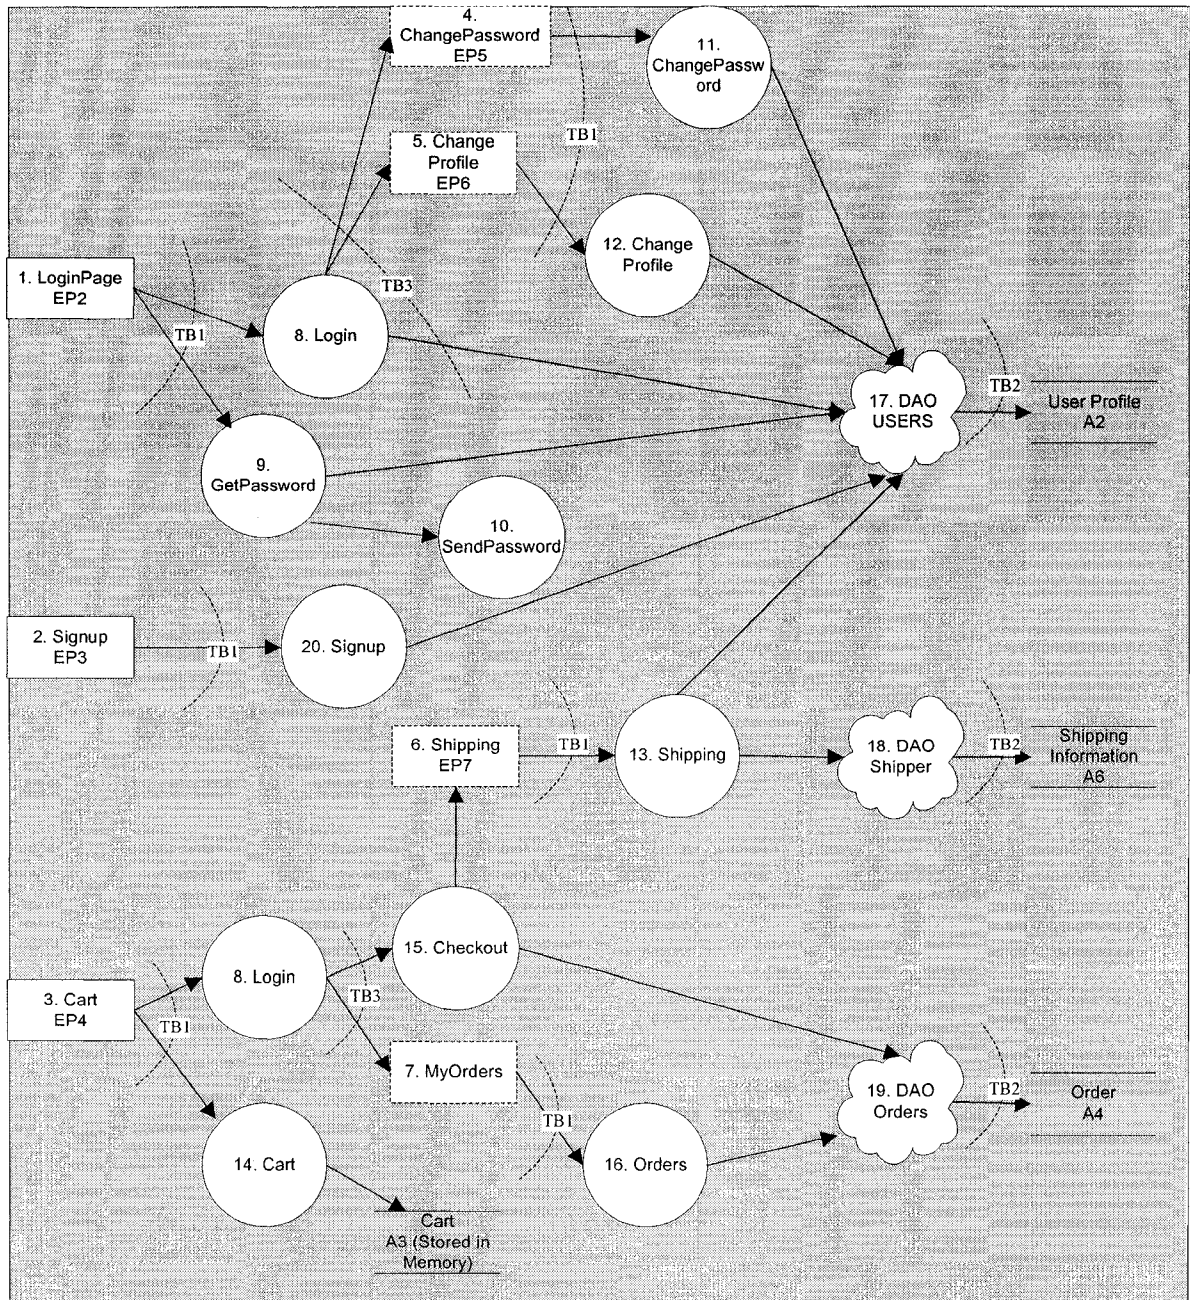 4.
ChangePassword
EP5
11.
ChangePassw
ord
TB1
5. Change
Profile
EP6
12. Change
Profile
TB3
1. LoginPage
EP2
TB1
8. Login
17. DAO
USERS
TB2
User Profile
A2
9.
GetPassword
10.
SendPassword
2. Signup
EP3
TB1
20. Signup
6. Shipping
EP7
TB1
13. Shipping
18. DAO
Shipper
TB2
Shipping
Information
A6
15. Checkout
8. Login
TB3
3. Cart
EP4
TB1
7. MyOrders
TB1
19. DAO
Orders
TB2
Order
A4
14. Cart
16. Orders
Cart
A3 (Stored in
Memory)